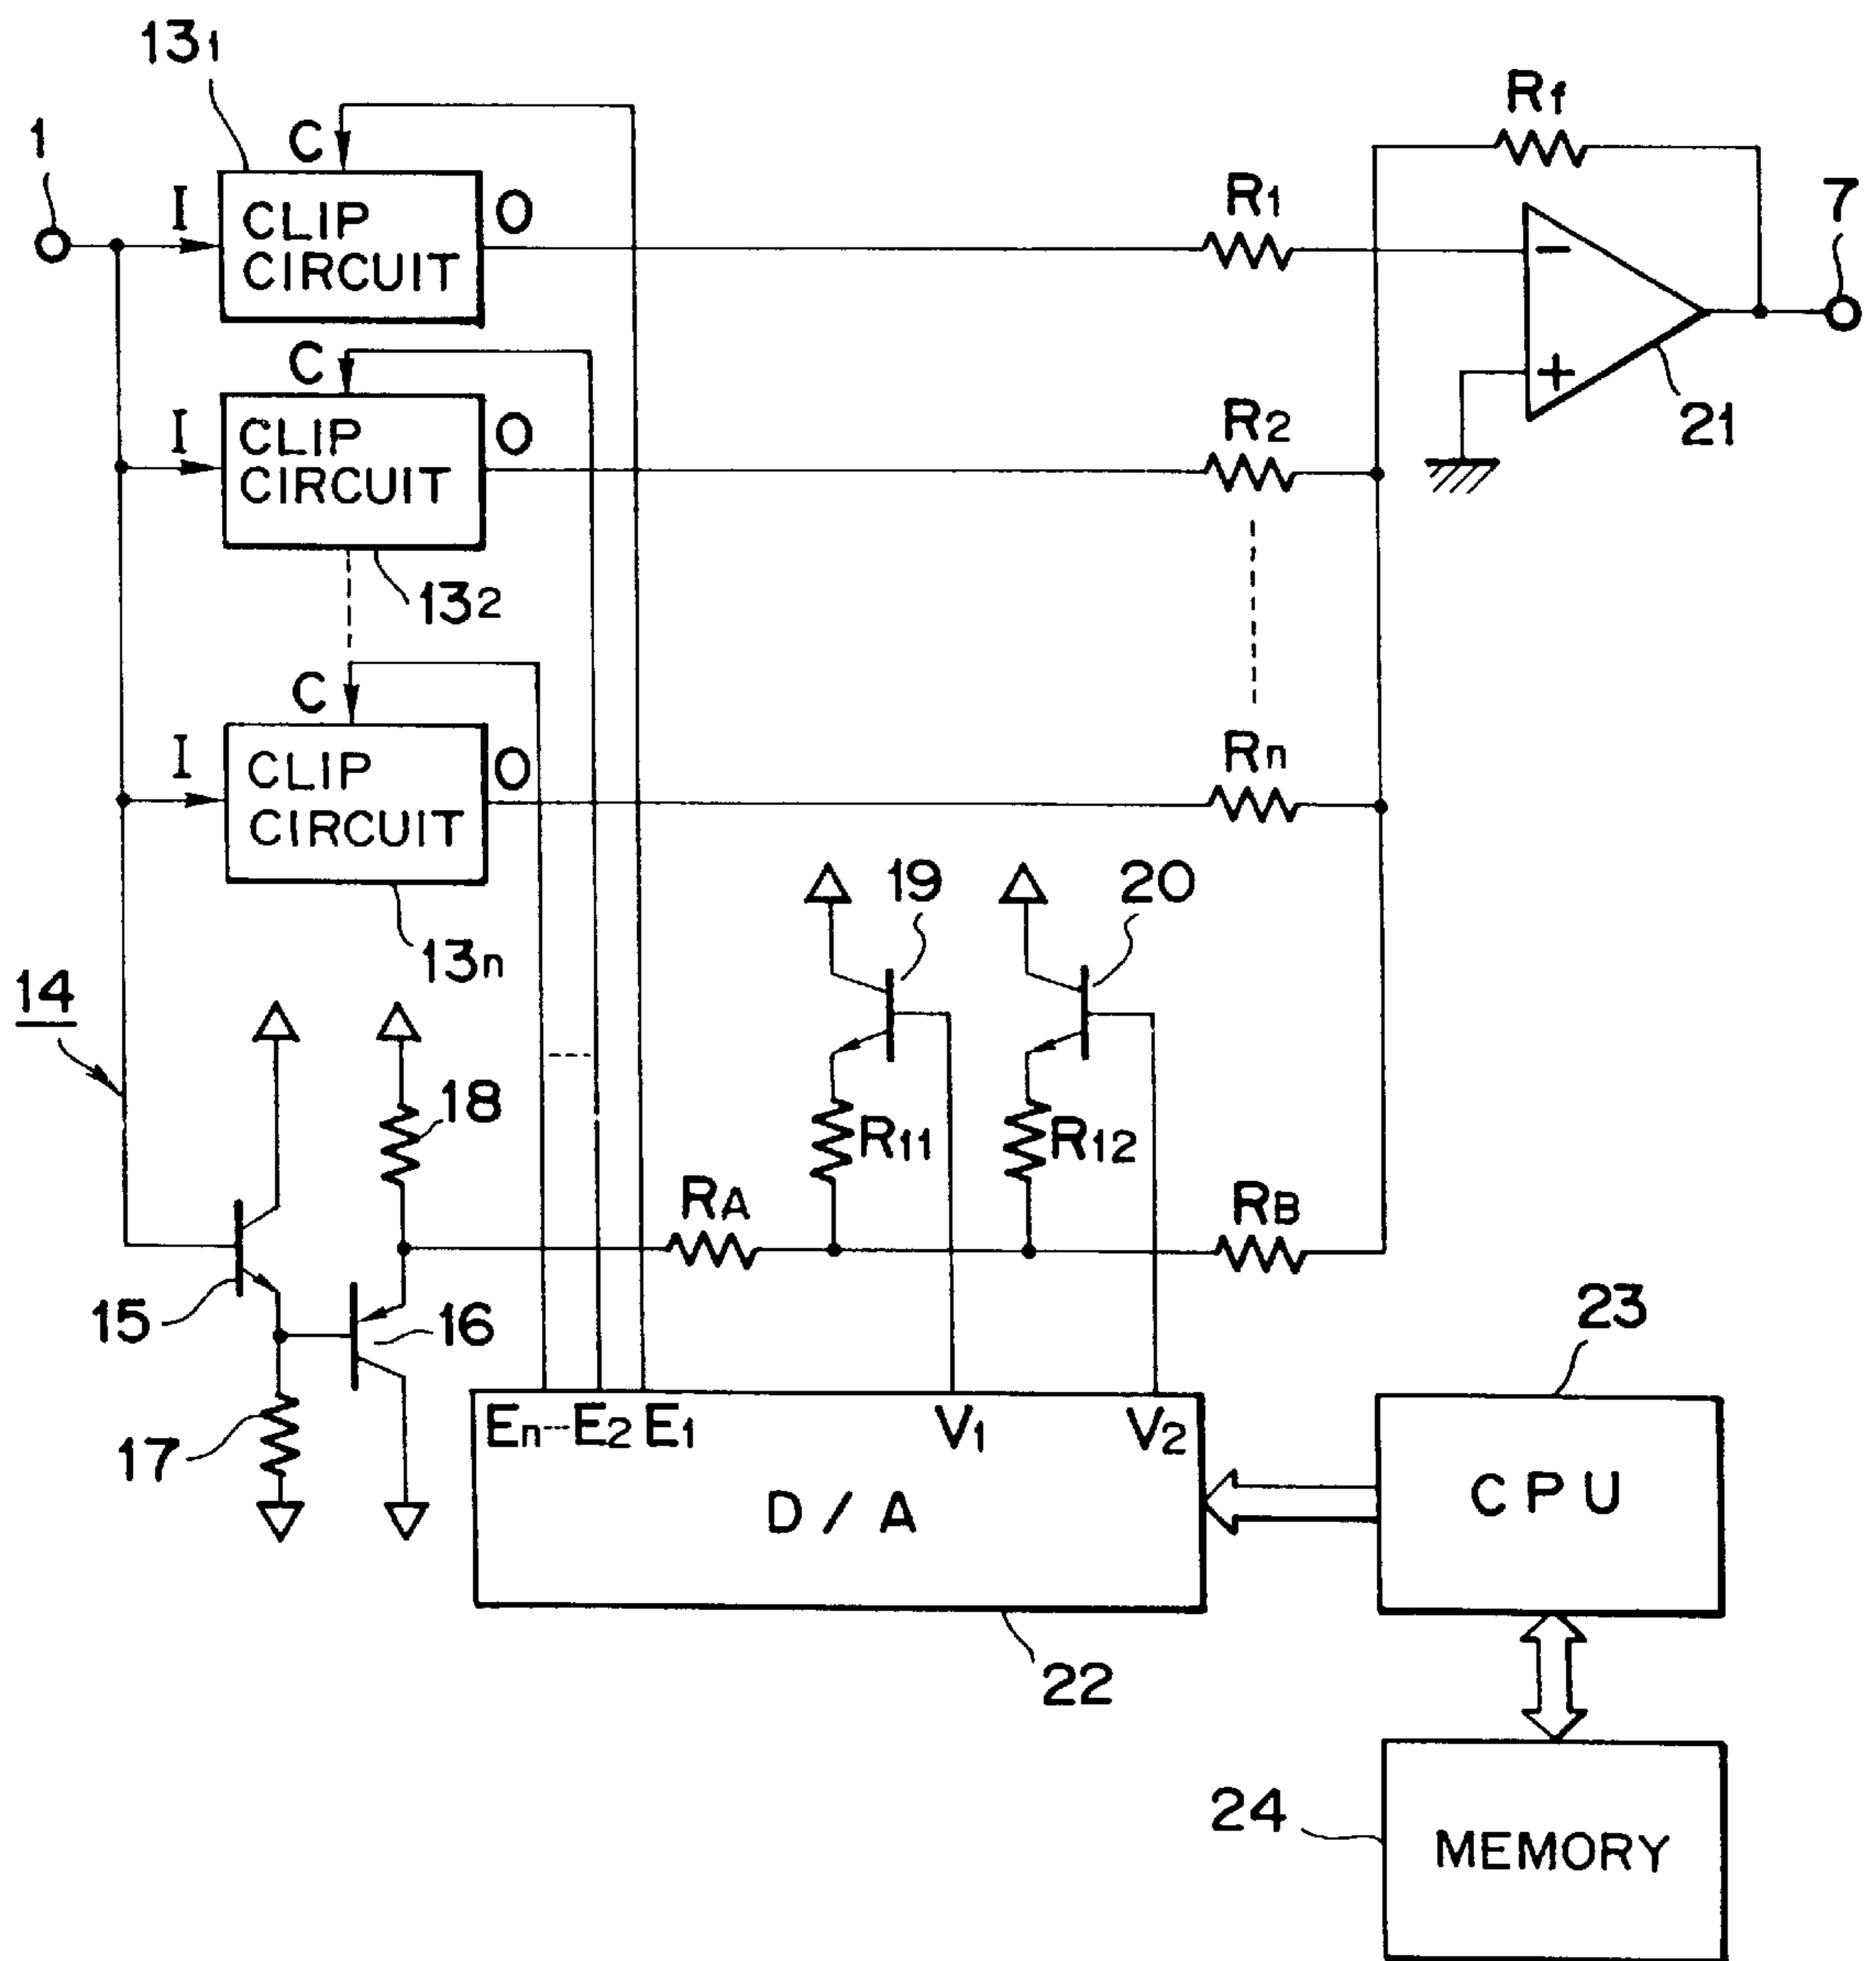 13₁
1
C
I
CLIP
CIRCUIT
O
R₁
Rf
7
21
C
I
CLIP
CIRCUIT
O
13₂
R₂
C
I
CLIP
CIRCUIT
O
13n
Rn
14
19
20
18
R₁₁
R₁₂
RA
RB
15
16
17
En---E₂ E₁
V₁
V₂
D / A
22
23
CPU
24
MEMORY
−
+